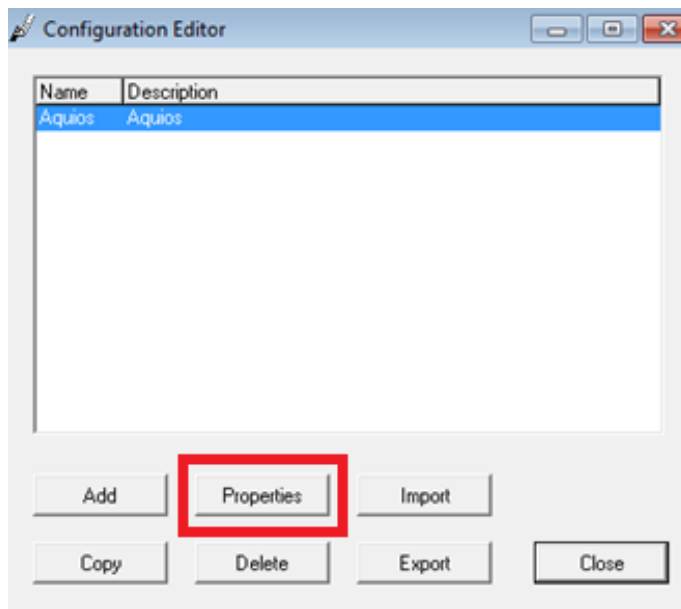 Configuration Editor
Name Description
Aquios Aquios
Add Properties Import
Copy Delete Export Close